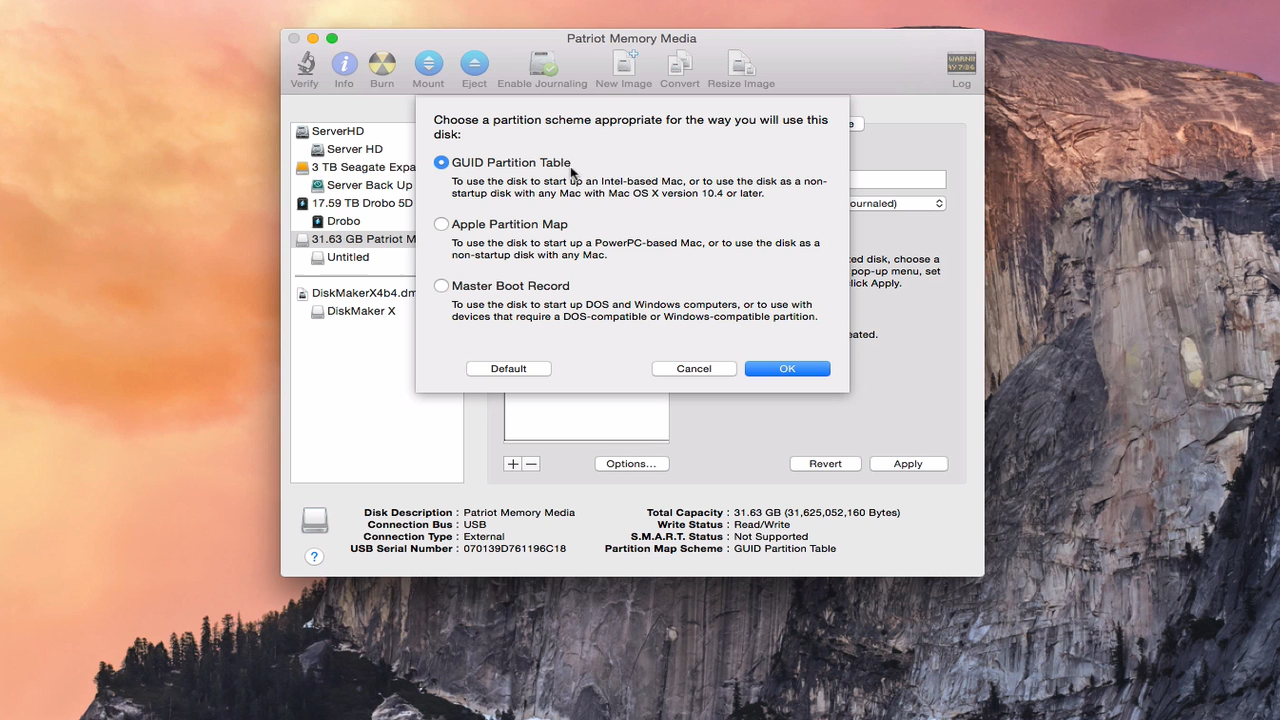 Patriot Memory Media
Verify
Info
Burn
Mount
Eject
Enable Journaling
New Image
Convert
Resize Image
WARNI
Log
ServerHD
Server HD
3 TB Seagate Expa
Server Back Up
17.59 TB Drobo 5D
Drobo
31.63 GB Patriot M
Untitled
DiskMakerX4b4.dm
DiskMaker X
Choose a partition scheme appropriate for the way you will use this
disk:
GUID Partition Table
To use the disk to start up an Intel-based Mac, or to use the disk as a non-
startup disk with any Mac with Mac OS X version 10.4 or later.
Apple Partition Map
To use the disk to start up a PowerPC-based Mac, or to use the disk as a
non-startup disk with any Mac.
Master Boot Record
To use the disk to start up DOS and Windows computers, or to use with
devices that require a DOS-compatible or Windows-compatible partition.
Default
Cancel
OK
e
ournaled)
ted disk, choose a
pop-up menu, set
lick Apply.
eated.
+ −
Options...
Revert
Apply
Disk Description : Patriot Memory Media
Connection Bus : USB
Connection Type : External
USB Serial Number : 070139D761196C18
Total Capacity : 31.63 GB (31,625,052,160 Bytes)
Write Status : Read/Write
S.M.A.R.T. Status : Not Supported
Partition Map Scheme : GUID Partition Table
?